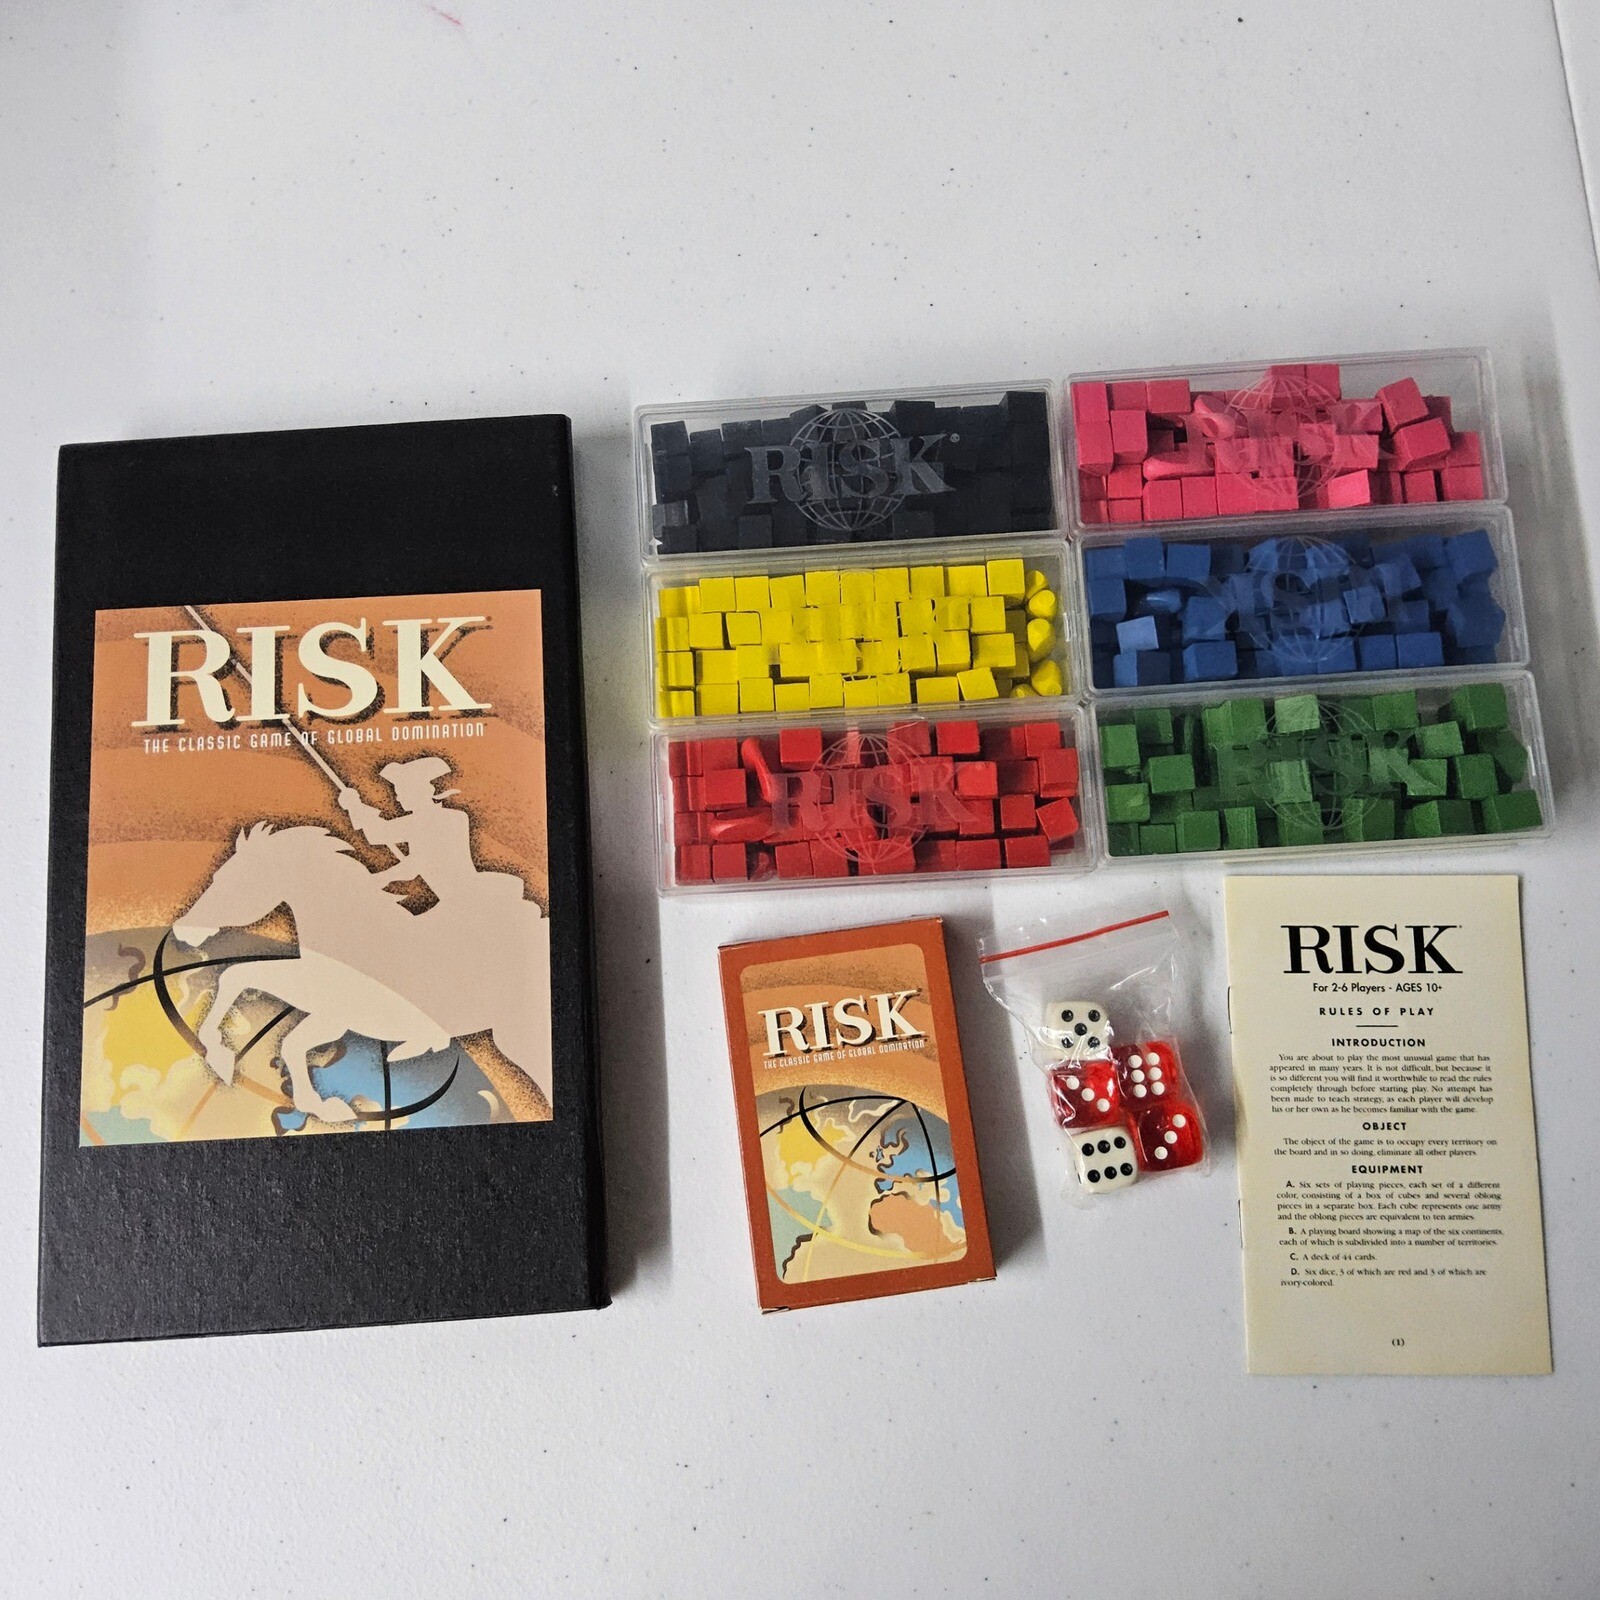 RISK
THE CLASSIC GAME OF GLOBAL DOMINATION
RISK®
RISK
RISK
RISK
RISK
RISK
THE CLASSIC GAME OF GLOBAL DOMINATION
RISK
For 2-6 Players - AGES 10+
RULES OF PLAY
INTRODUCTION
You are about to play the most unusual game that has
appeared in many years. It is not difficult, but because it
is so different you will find it worthwhile to read the rules
completely through before starting play. No attempt has
been made to teach strategy, as each player will develop
his or her own as he becomes familiar with the game.
OBJECT
The object of the game is to occupy every territory on
the board and in so doing, eliminate all other players.
EQUIPMENT
A. Six sets of playing pieces, each set of a different
color, consisting of a box of cubes and several oblong
pieces in a separate box. Each cube represents one army
and the oblong pieces are equivalent to ten armies.
B. A playing board showing a map of the six continents,
each of which is subdivided into a number of territories.
C. A deck of 44 cards.
D. Six dice, 3 of which are red and 3 of which are
ivory-colored.
(1)